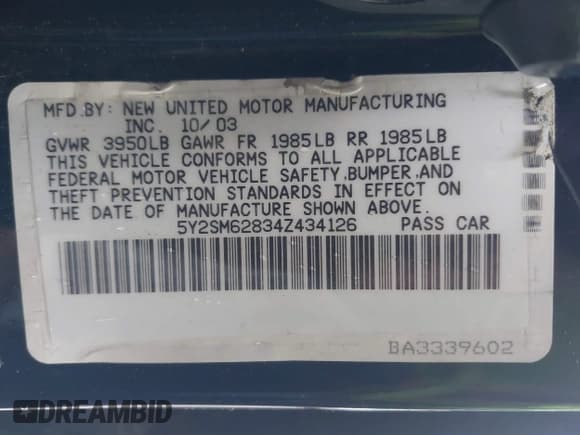 MFD.BY: NEW UNITED MOTOR MANUFACTURING
INC. 10/03
GVWR 3950LB GAWR FR 1985LB RR 1985LB
THIS VEHICLE CONFORMS TO ALL APPLICABLE
FEDERAL MOTOR VEHICLE SAFETY,BUMPER,AND
THEFT PREVENTION STANDARDS IN EFFECT ON
THE DATE OF MANUFACTURE SHOWN ABOVE.
5Y2SM62834Z434126 PASS CAR
BA3339602
DREAMBID